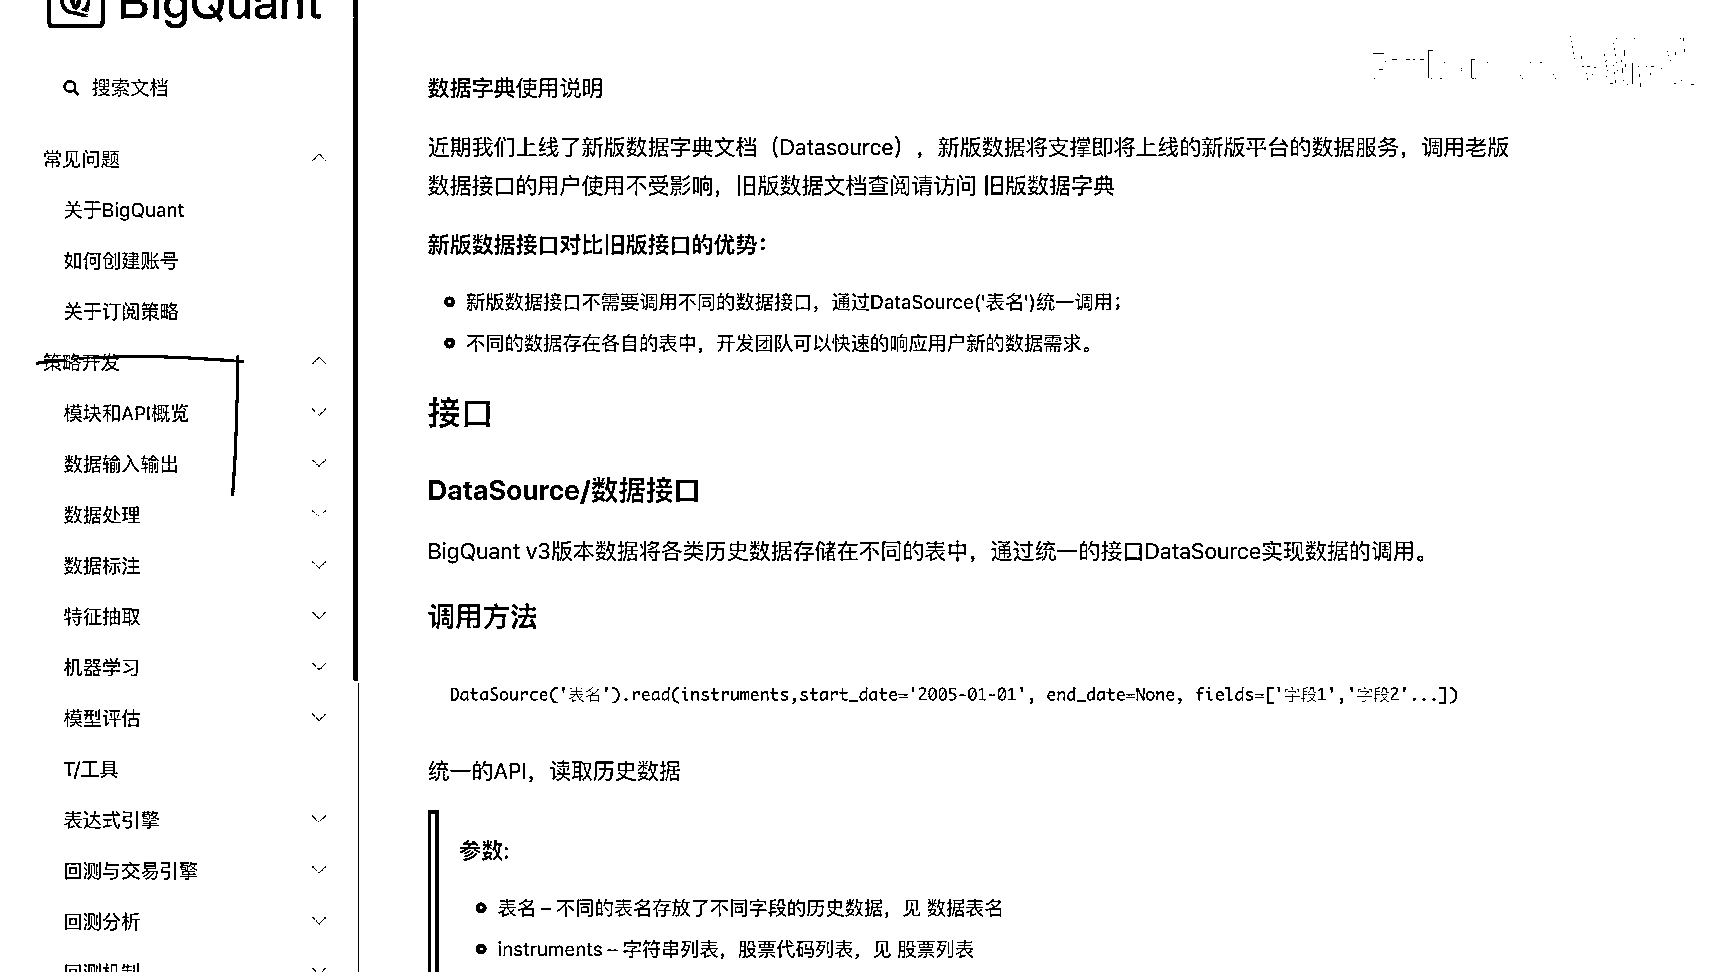 BigQuant
搜索文档
常见问题
关于BigQuant
如何创建账号
关于订阅策略
策略开发
模块和API概览
数据输入输出
数据处理
数据标注
特征抽取
机器学习
模型评估
T/工具
表达式引擎
回测与交易引擎
回测分析
回测机制
数据字典使用说明
近期我们上线了新版数据字典文档（Datasource），新版数据将支撑即将上线的新版平台的数据服务，调用老版
数据接口的用户使用不受影响，旧版数据文档查阅请访问 旧版数据字典
新版数据接口对比旧版接口的优势：
新版数据接口不需要调用不同的数据接口，通过DataSource('表名')统一调用；
不同的数据存在各自的表中，开发团队可以快速的响应用户新的数据需求。
接口
DataSource/数据接口
BigQuant v3版本数据将各类历史数据存储在不同的表中，通过统一的接口DataSource实现数据的调用。
调用方法
DataSource('表名').read(instruments,start_date='2005-01-01', end_date=None, fields=['字段1','字段2'...])
统一的API，读取历史数据
参数:
表名 – 不同的表名存放了不同字段的历史数据，见 数据表名
instruments – 字符串列表，股票代码列表，见 股票列表